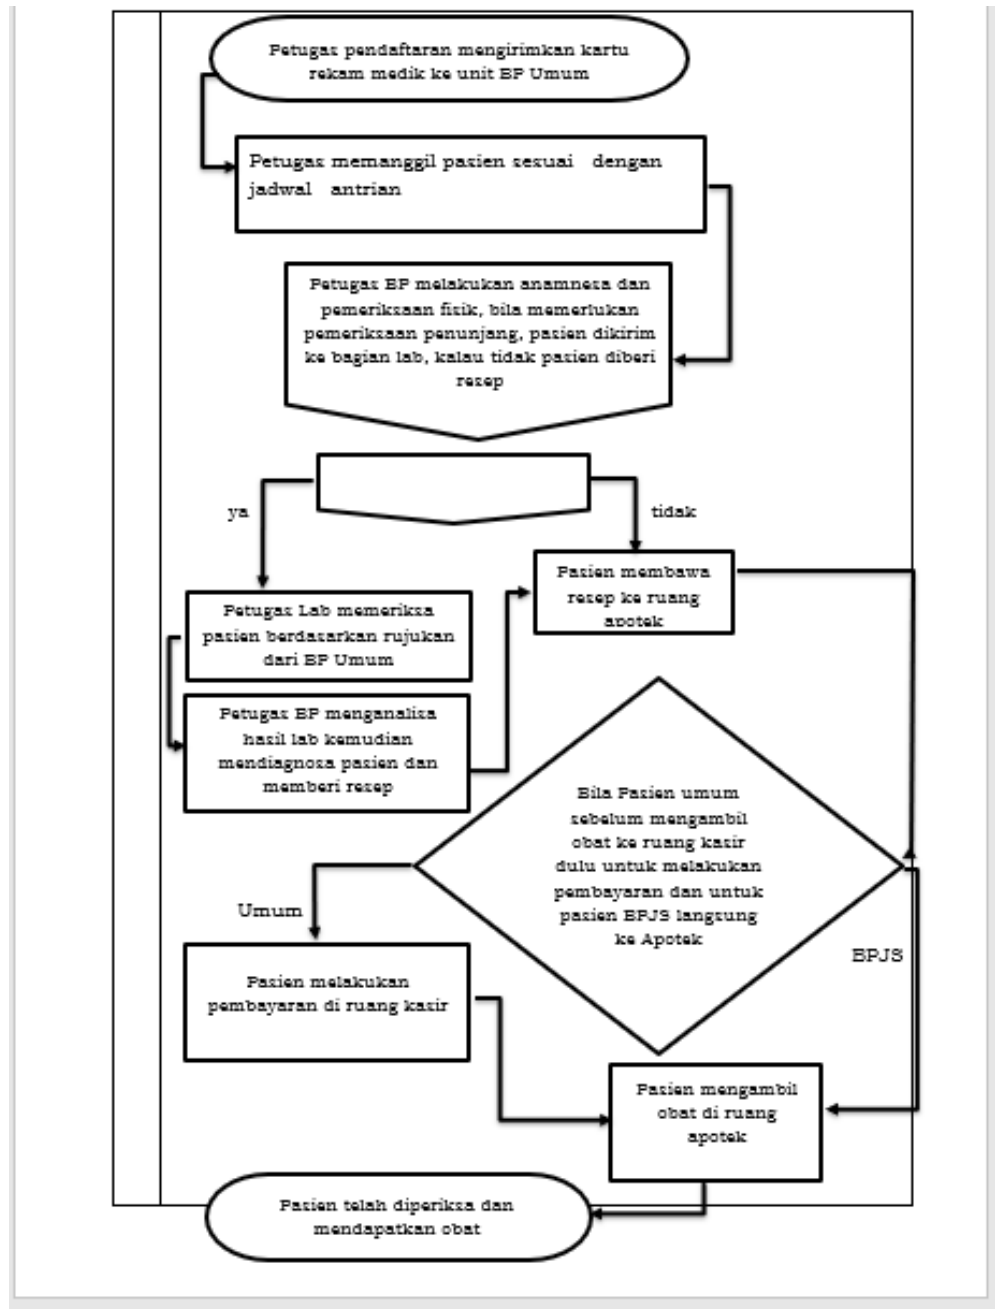 Petugas pendaftaran mengirimkan kartu
rekam medik ke unit BP Umum
Petugas memanggil pasien sesuai dengan
jadwal antrian
Petugas BP melakukan anamnesa dan
pemeriksaan fisik, bila memerlukan
pemeriksaan penunjang, pasien dikirim
ke bagian lab, kalau tidak pasien diberi
resep
ya
tidak
Pasien membawa
resep ke ruang
apotek
Petugas Lab memeriksa
pasien berdasarkan rujukan
dari BP Umum
Petugas BP menganalisa
hasil lab kemudian
mendiagnosa pasien dan
memberi resep
Bila Pasien umum
sebelum mengambil
obat ke ruang kasir
dulu untuk melakukan
pembayaran dan untuk
pasien BPJS langsung
ke Apotek
Umum
BPJS
Pasien melakukan
pembayaran di ruang kasir
Pasien mengambil
obat di ruang
apotek
Pasien telah diperiksa dan
mendapatkan obat